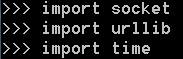 >>> import socket
>>> import urllib
>>> import time